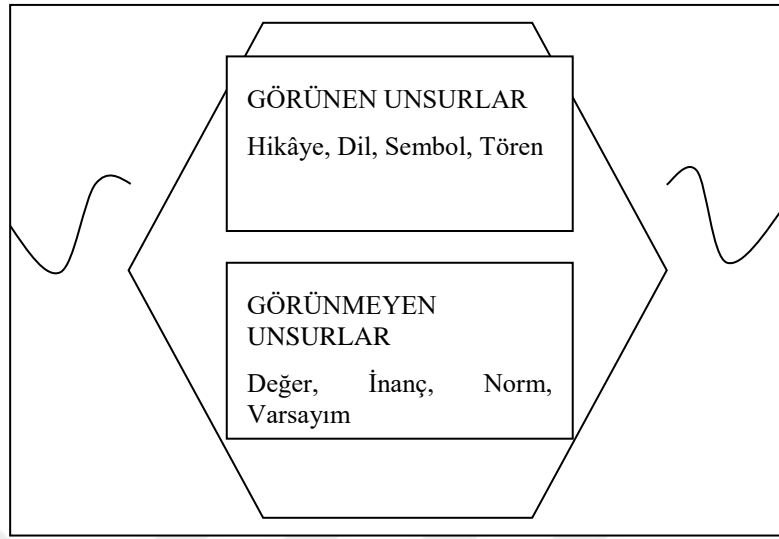 GÖRÜNEN UNSURLAR
Hikâye, Dil, Sembol, Tören
GÖRÜNMEYEN
UNSURLAR
Değer, İnanç, Norm,
Varsayım